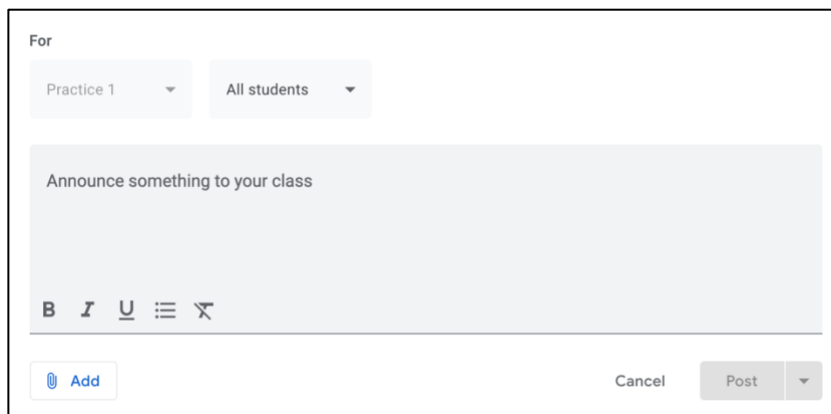 For
Practice 1 All students
Announce something to your class
B I U
Add Cancel Post